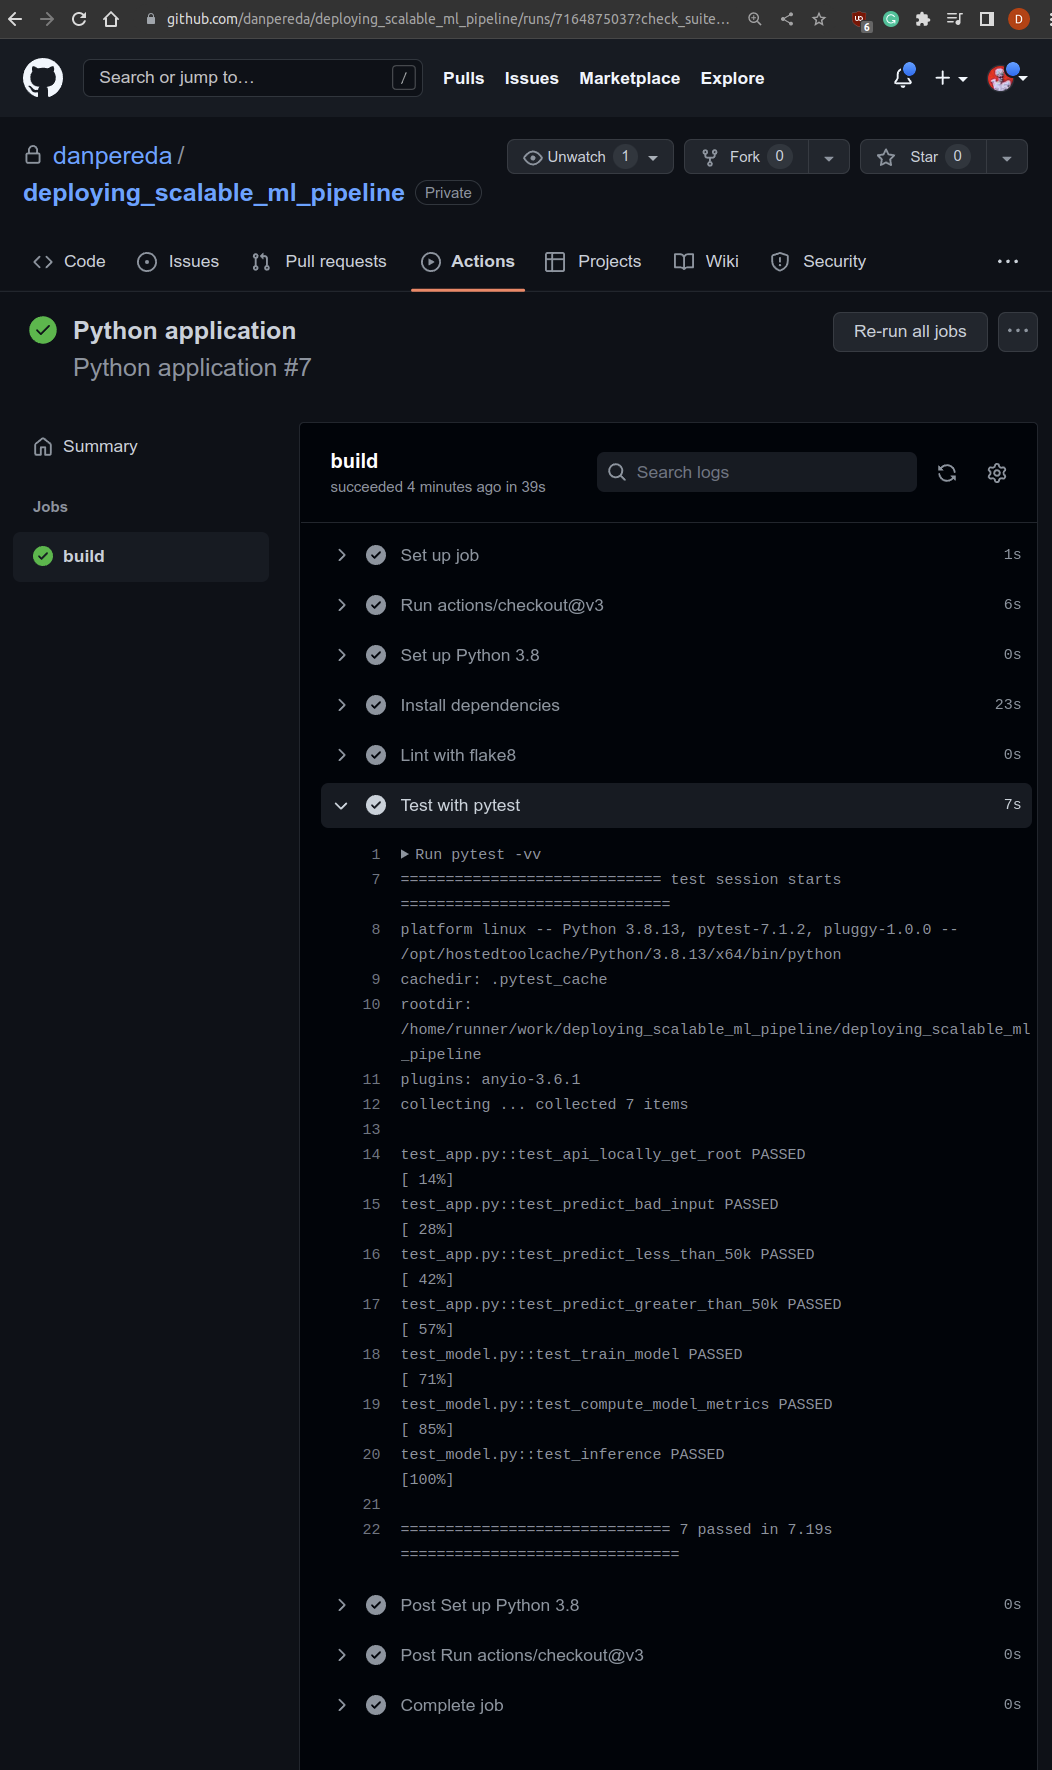 github.com/danpereda/deploying_scalable_ml_pipeline/runs/7164875037?check_suite...
6
D
Search or jump to...
/
Pulls Issues Marketplace Explore
danpereda /
Unwatch 1
Fork 0
Star 0
deploying_scalable_ml_pipeline Private
Code Issues Pull requests Actions Projects Wiki Security
Python application
Python application #7
Re-run all jobs
Summary
Jobs
build
build
succeeded 4 minutes ago in 39s
Search logs
Set up job 1s
Run actions/checkout@v3 6s
Set up Python 3.8 0s
Install dependencies 23s
Lint with flake8 0s
Test with pytest 7s
1 Run pytest -vv
7 ============================= test session starts
==============================
8 platform linux -- Python 3.8.13, pytest-7.1.2, pluggy-1.0.0 --
/opt/hostedtoolcache/Python/3.8.13/x64/bin/python
9 cachedir: .pytest_cache
10 rootdir:
/home/runner/work/deploying_scalable_ml_pipeline/deploying_scalable_ml
_pipeline
11 plugins: anyio-3.6.1
12 collecting ... collected 7 items
13
14 test_app.py::test_api_locally_get_root PASSED
[ 14%]
15 test_app.py::test_predict_bad_input PASSED
[ 28%]
16 test_app.py::test_predict_less_than_50k PASSED
[ 42%]
17 test_app.py::test_predict_greater_than_50k PASSED
[ 57%]
18 test_model.py::test_train_model PASSED
[ 71%]
19 test_model.py::test_compute_model_metrics PASSED
[ 85%]
20 test_model.py::test_inference PASSED
[100%]
21
22 ============================== 7 passed in 7.19s
===============================
Post Set up Python 3.8 0s
Post Run actions/checkout@v3 0s
Complete job 0s